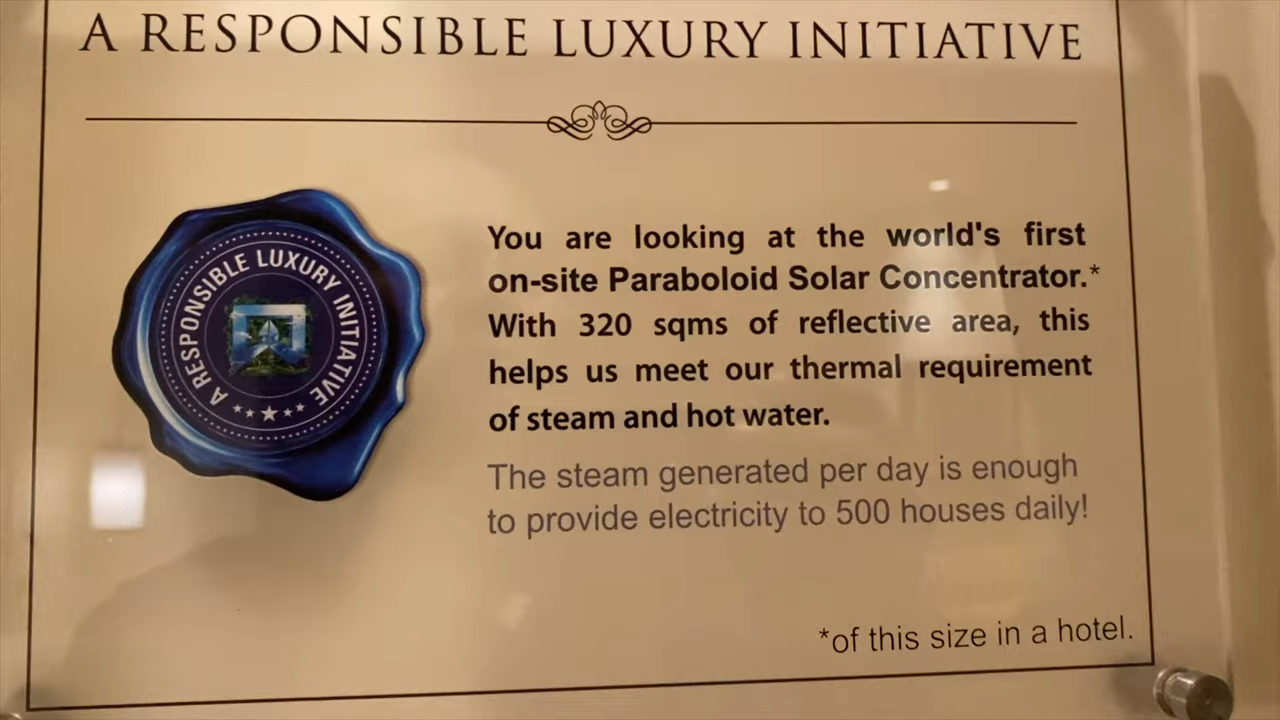 A RESPONSIBLE LUXURY INITIATIVE
A RESPONSIBLE LUXURY INITIATIVE
You are looking at the world's first
on-site Paraboloid Solar Concentrator.*
With 320 sqms of reflective area, this
helps us meet our thermal requirement
of steam and hot water.
The steam generated per day is enough
to provide electricity to 500 houses daily!
*of this size in a hotel.